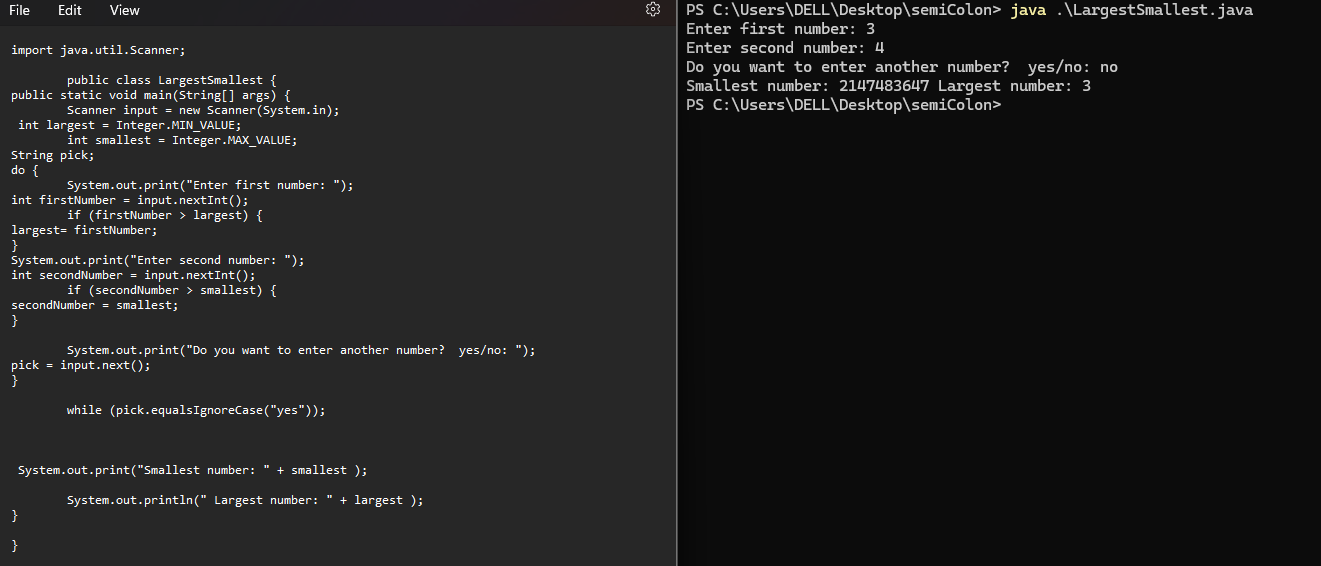 File Edit View
import java.util.Scanner;
public class LargestSmallest {
public static void main(String[] args) {
Scanner input = new Scanner(System.in);
int largest = Integer.MIN_VALUE;
int smallest = Integer.MAX_VALUE;
String pick;
do {
System.out.print("Enter first number: ");
int firstNumber = input.nextInt();
if (firstNumber > largest) {
largest= firstNumber;
}
System.out.print("Enter second number: ");
int secondNumber = input.nextInt();
if (secondNumber > smallest) {
secondNumber = smallest;
}
System.out.print("Do you want to enter another number?  yes/no: ");
pick = input.next();
}
while (pick.equalsIgnoreCase("yes"));
System.out.print("Smallest number: " + smallest );
System.out.println(" Largest number: " + largest );
}
}
PS C:\Users\DELL\Desktop\semiColon> java .\LargestSmallest.java
Enter first number: 3
Enter second number: 4
Do you want to enter another number?  yes/no: no
Smallest number: 2147483647 Largest number: 3
PS C:\Users\DELL\Desktop\semiColon>